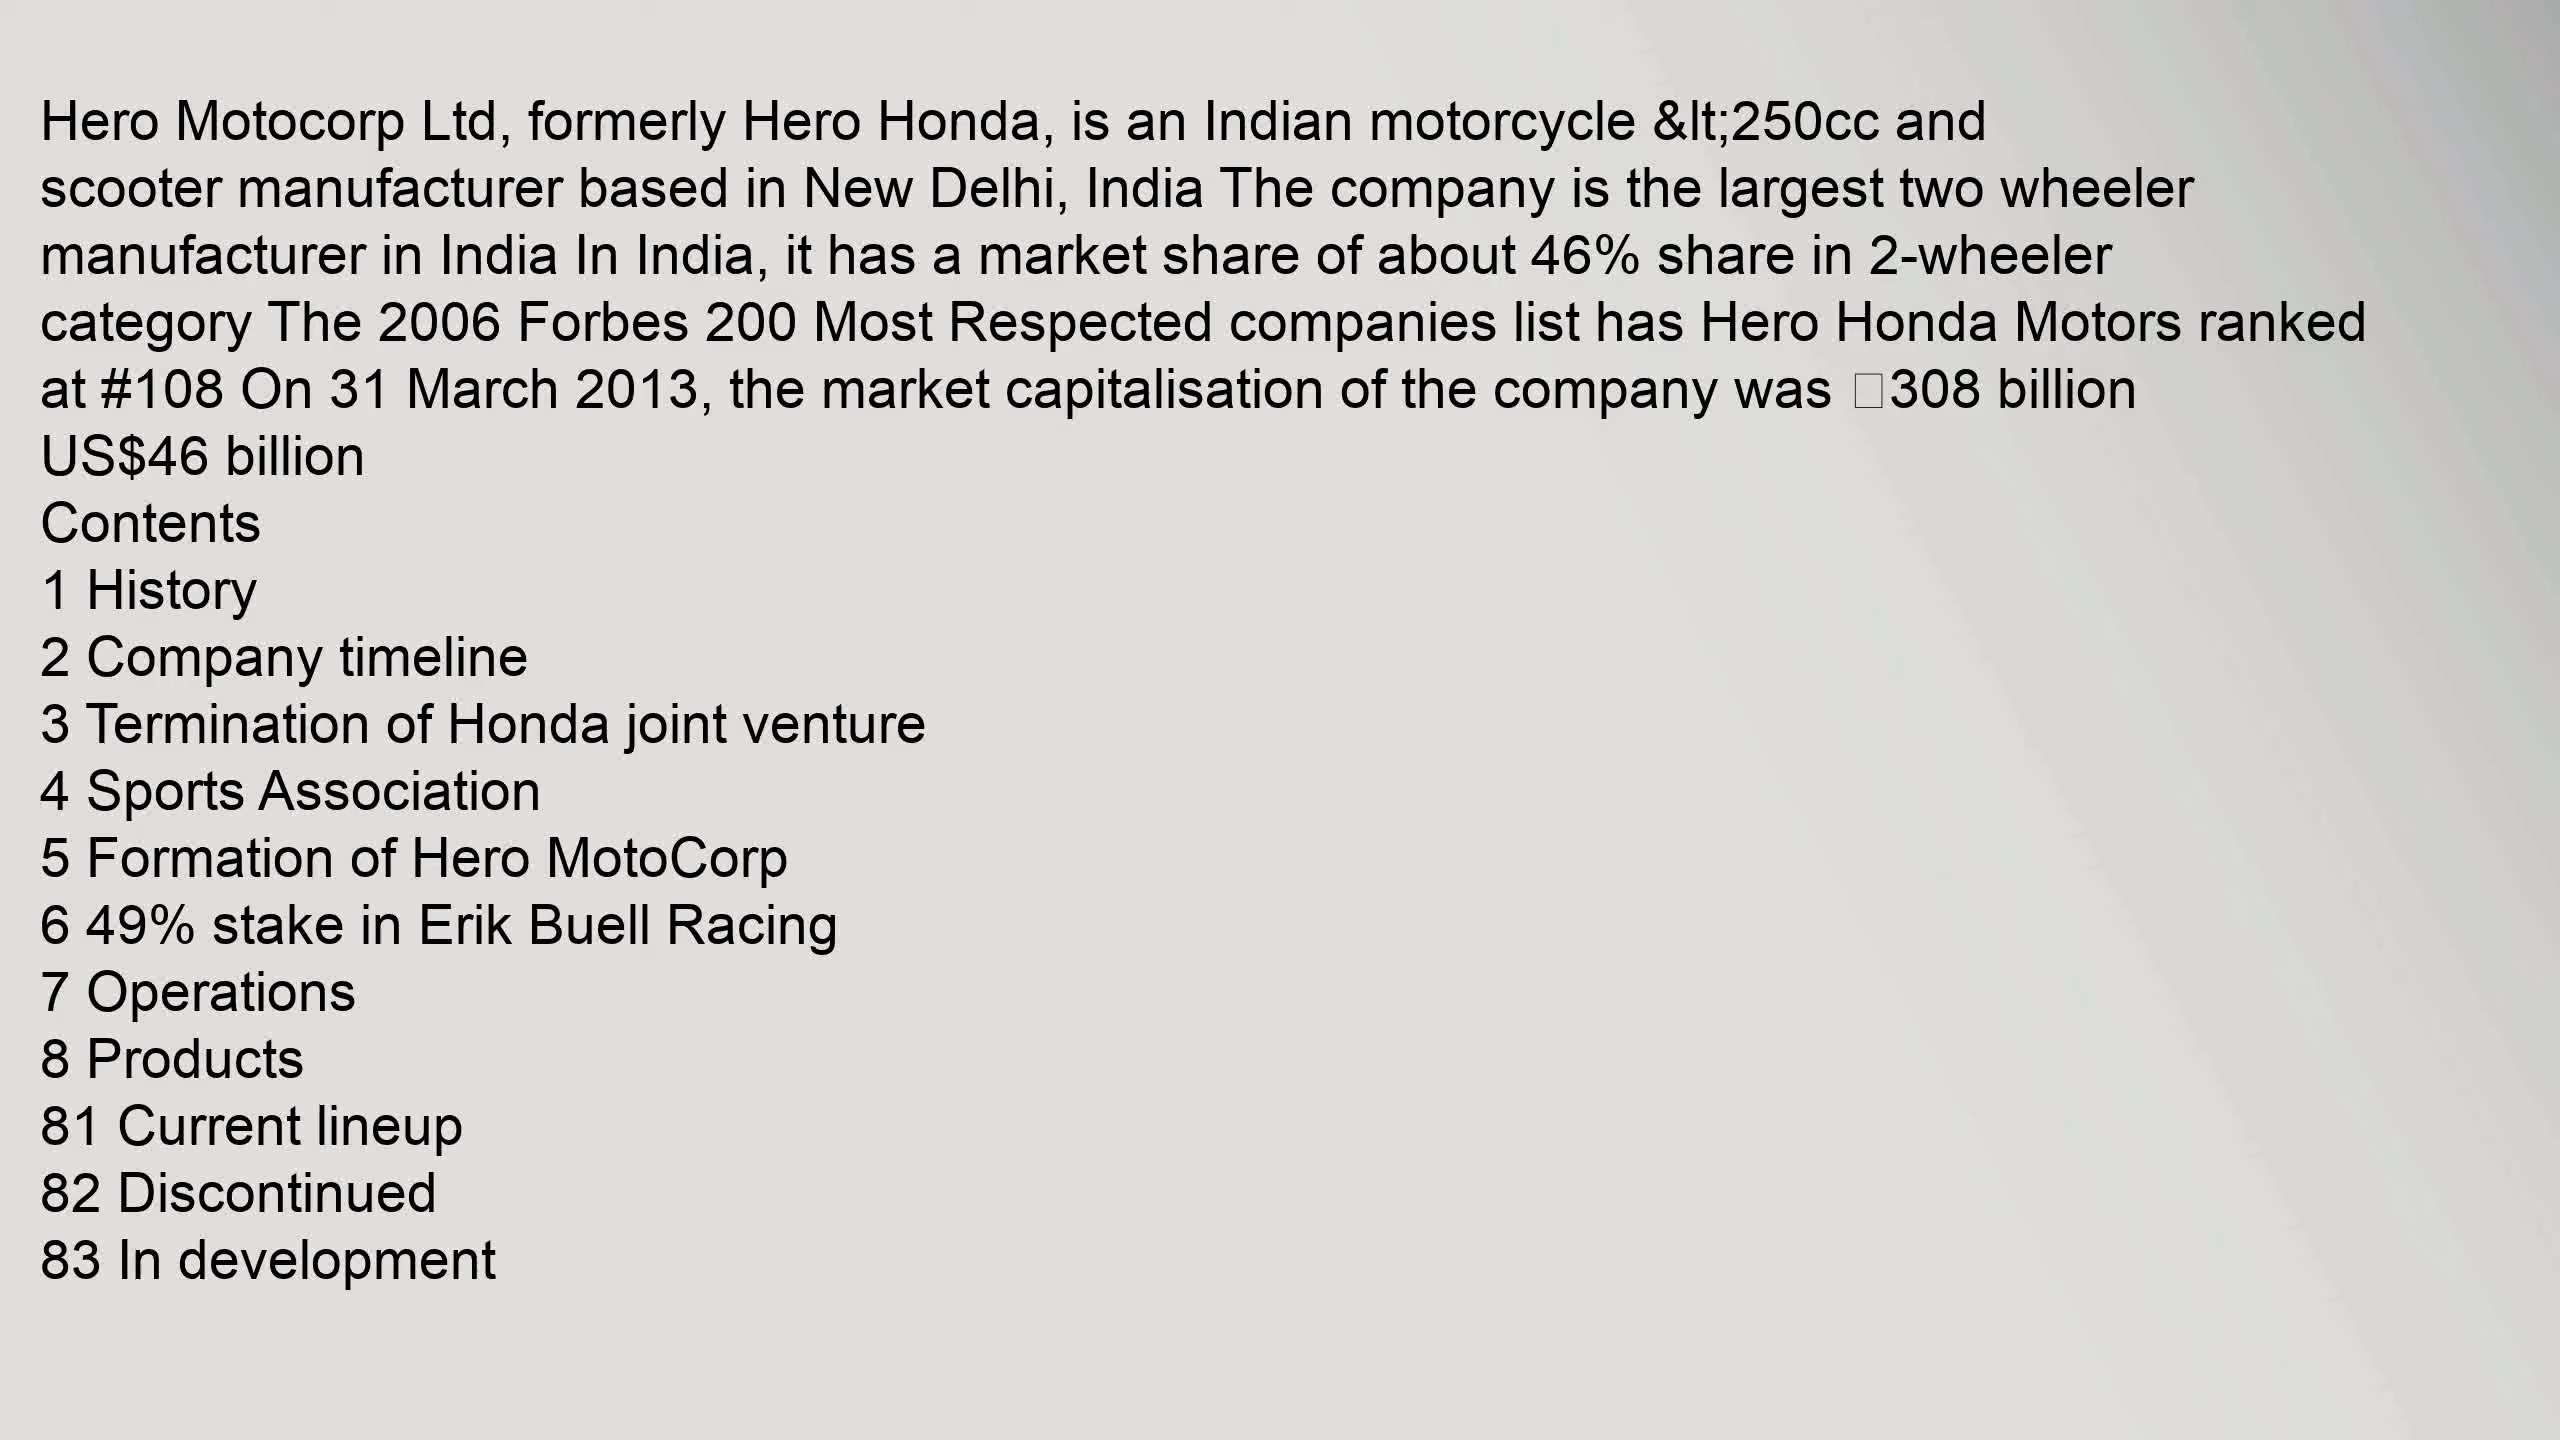 Hero Motocorp Ltd, formerly Hero Honda, is an Indian motorcycle &lt;250cc and
scooter manufacturer based in New Delhi, India The company is the largest two wheeler
manufacturer in India In India, it has a market share of about 46% share in 2-wheeler
category The 2006 Forbes 200 Most Respected companies list has Hero Honda Motors ranked
at #108 On 31 March 2013, the market capitalisation of the company was □308 billion
US$46 billion
Contents
1 History
2 Company timeline
3 Termination of Honda joint venture
4 Sports Association
5 Formation of Hero MotoCorp
6 49% stake in Erik Buell Racing
7 Operations
8 Products
81 Current lineup
82 Discontinued
83 In development